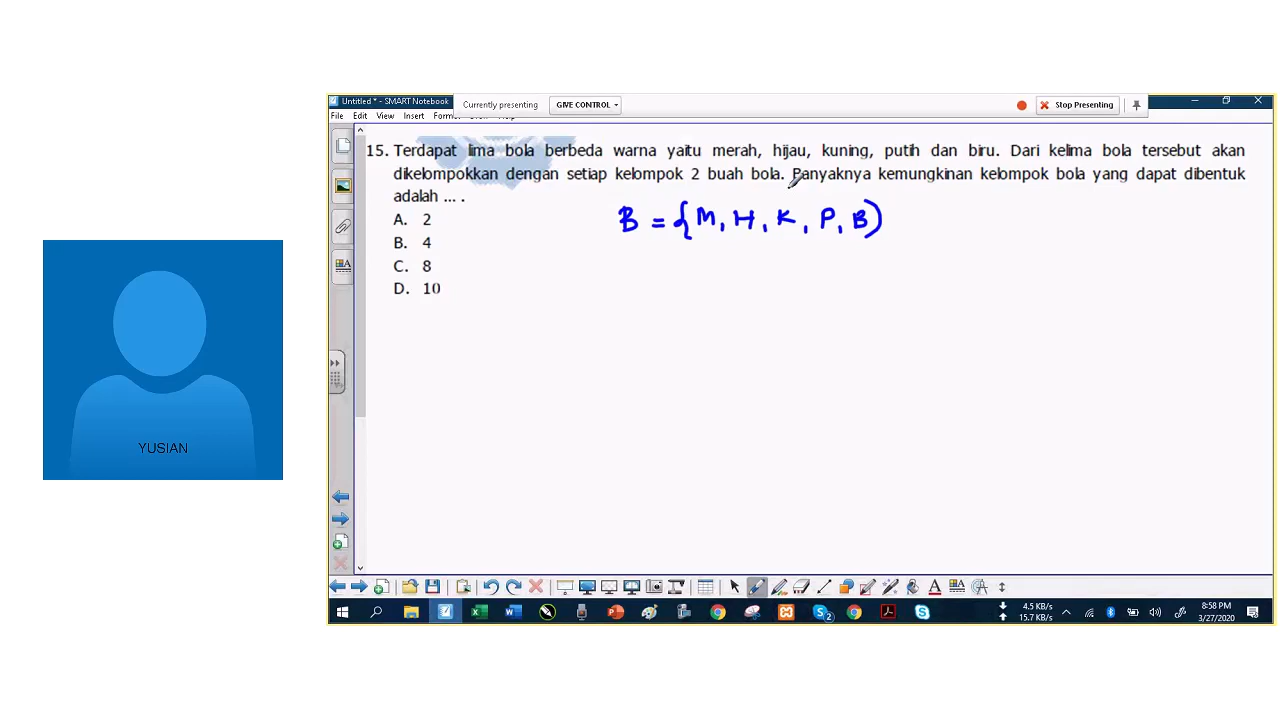 Untitled * - SMART Notebook
Currently presenting
GIVE CONTROL
Stop Presenting
File Edit View Insert Format Help
15. Terdapat lima bola berbeda warna yaitu merah, hijau, kuning, putih dan biru. Dari kelima bola tersebut akan
dikelompokkan dengan setiap kelompok 2 buah bola. Banyaknya kemungkinan kelompok bola yang dapat dibentuk
adalah ... .
B = {M, H, K, P, B}
A. 2
B. 4
C. 8
D. 10
YUSIAN
4.5 KB/s
15.7 KB/s
8:58 PM
3/27/2020